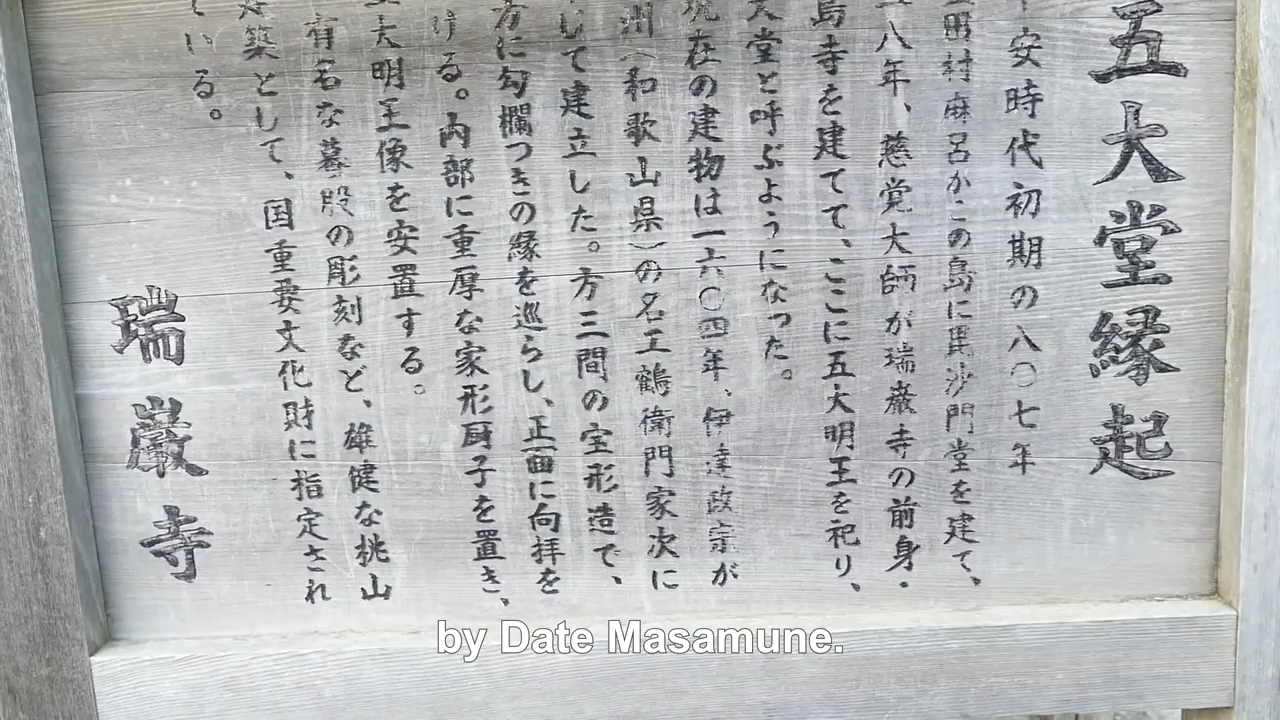 五大堂縁起
安時代初期の八〇七年
田村麻呂がこの島に毘沙門堂を建て、
八年、慈覚大師が瑞巌寺の前身・
島寺を建てて、ここに五大明王を祀り、
大堂と呼ぶようになった。
現在の建物は一六〇四年、伊達政宗が
州(和歌山県)の名工鶴衛門家次に
じて建立した。方三間の宝形造で、
方に勾欄つきの縁を巡らし、正面に向拝を
ける。内部に重厚な家形厨子を置き、
大明王像を安置する。
有名な蟇股の彫刻など、雄健な桃山
築として、国重要文化財に指定され
ている。
瑞巌寺
by Date Masamune.